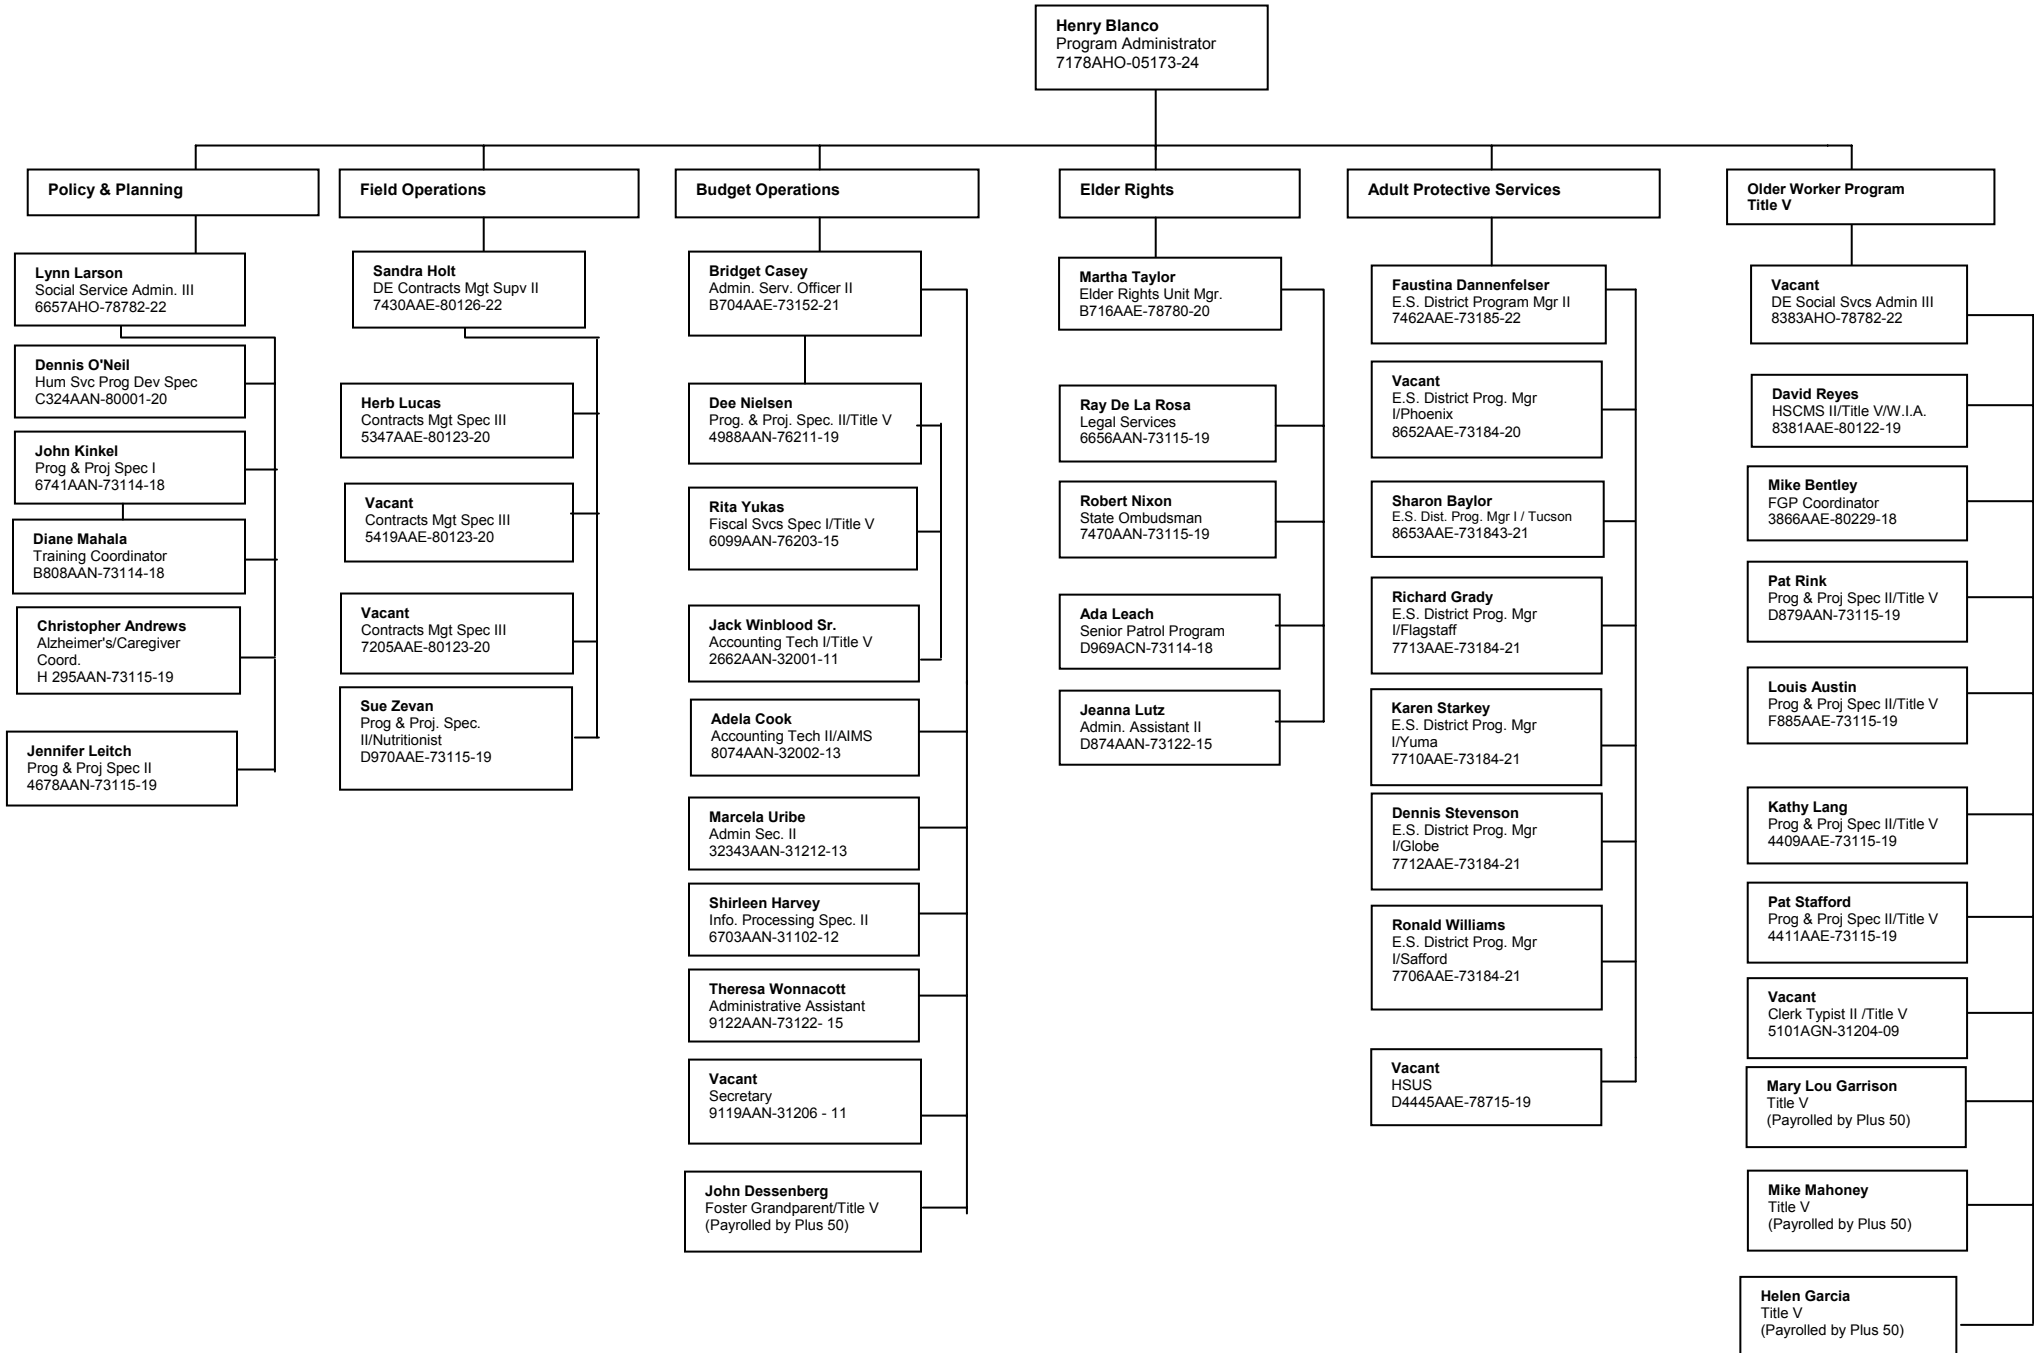 Henry Blanco
Program Administrator
7178AHO-05173-24
Policy & Planning
Lynn Larson
Social Service Admin. III
6657AHO-78782-22
Dennis O'Neil
Hum Svc Prog Dev Spec
C324AAN-80001-20
John Kinkel
Prog & Proj Spec I
6741AAN-73114-18
Diane Mahala
Training Coordinator
B808AAN-73114-18
Christopher Andrews
Alzheimer's/Caregiver
Coord.
H 295AAN-73115-19
Jennifer Leitch
Prog & Proj Spec II
4678AAN-73115-19
Field Operations
Sandra Holt
DE Contracts Mgt Supv II
7430AAE-80126-22
Herb Lucas
Contracts Mgt Spec III
5347AAE-80123-20
Vacant
Contracts Mgt Spec III
5419AAE-80123-20
Vacant
Contracts Mgt Spec III
7205AAE-80123-20
Sue Zevan
Prog & Proj. Spec.
II/Nutritionist
D970AAE-73115-19
Budget Operations
Bridget Casey
Admin. Serv. Officer II
B704AAE-73152-21
Dee Nielsen
Prog. & Proj. Spec. II/Title V
4988AAN-76211-19
Rita Yukas
Fiscal Svcs Spec I/Title V
6099AAN-76203-15
Jack Winblood Sr.
Accounting Tech I/Title V
2662AAN-32001-11
Adela Cook
Accounting Tech II/AIMS
8074AAN-32002-13
Marcela Uribe
Admin Sec. II
32343AAN-31212-13
Shirleen Harvey
Info. Processing Spec. II
6703AAN-31102-12
Theresa Wonnacott
Administrative Assistant
9122AAN-73122- 15
Vacant
Secretary
9119AAN-31206 - 11
John Dessenberg
Foster Grandparent/Title V
(Payrolled by Plus 50)
Elder Rights
Martha Taylor
Elder Rights Unit Mgr.
B716AAE-78780-20
Ray De La Rosa
Legal Services
6656AAN-73115-19
Robert Nixon
State Ombudsman
7470AAN-73115-19
Ada Leach
Senior Patrol Program
D969ACN-73114-18
Jeanna Lutz
Admin. Assistant II
D874AAN-73122-15
Adult Protective Services
Faustina Dannenfelser
E.S. District Program Mgr II
7462AAE-73185-22
Vacant
E.S. District Prog. Mgr
I/Phoenix
8652AAE-73184-20
Sharon Baylor
E.S. Dist. Prog. Mgr I / Tucson
8653AAE-731843-21
Richard Grady
E.S. District Prog. Mgr
I/Flagstaff
7713AAE-73184-21
Karen Starkey
E.S. District Prog. Mgr
I/Yuma
7710AAE-73184-21
Dennis Stevenson
E.S. District Prog. Mgr
I/Globe
7712AAE-73184-21
Ronald Williams
E.S. District Prog. Mgr
I/Safford
7706AAE-73184-21
Vacant
HSUS
D4445AAE-78715-19
Older Worker Program
Title V
Vacant
DE Social Svcs Admin III
8383AHO-78782-22
David Reyes
HSCMS II/Title V/W.I.A.
8381AAE-80122-19
Mike Bentley
FGP Coordinator
3866AAE-80229-18
Pat Rink
Prog & Proj Spec II/Title V
D879AAN-73115-19
Louis Austin
Prog & Proj Spec II/Title V
F885AAE-73115-19
Kathy Lang
Prog & Proj Spec II/Title V
4409AAE-73115-19
Pat Stafford
Prog & Proj Spec II/Title V
4411AAE-73115-19
Vacant
Clerk Typist II /Title V
5101AGN-31204-09
Mary Lou Garrison
Title V
(Payrolled by Plus 50)
Mike Mahoney
Title V
(Payrolled by Plus 50)
Helen Garcia
Title V
(Payrolled by Plus 50)